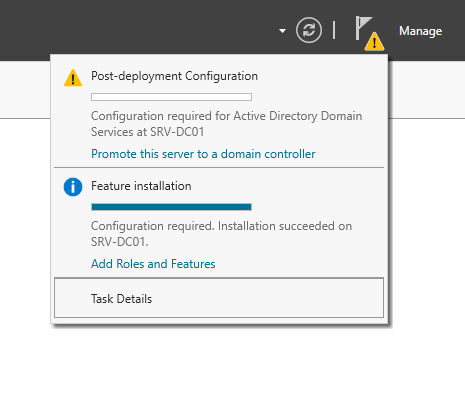 Manage
Post-deployment Configuration
Configuration required for Active Directory Domain
Services at SRV-DC01
Promote this server to a domain controller
Feature installation
Configuration required. Installation succeeded on
SRV-DC01.
Add Roles and Features
Task Details